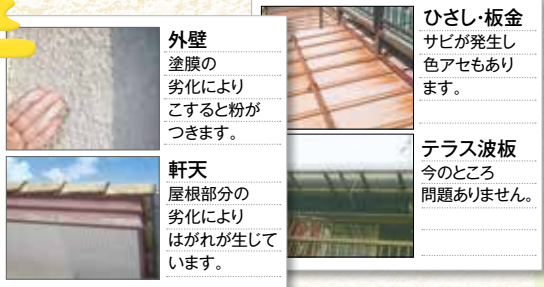 外壁
塗膜の
劣化により
こすると粉が
つきます。
軒天
屋根部分の
劣化により
はがれが生じて
います。
ひさし・板金
サビが発生し
色アセもあり
ます。
テラス波板
今のところ
問題ありません。